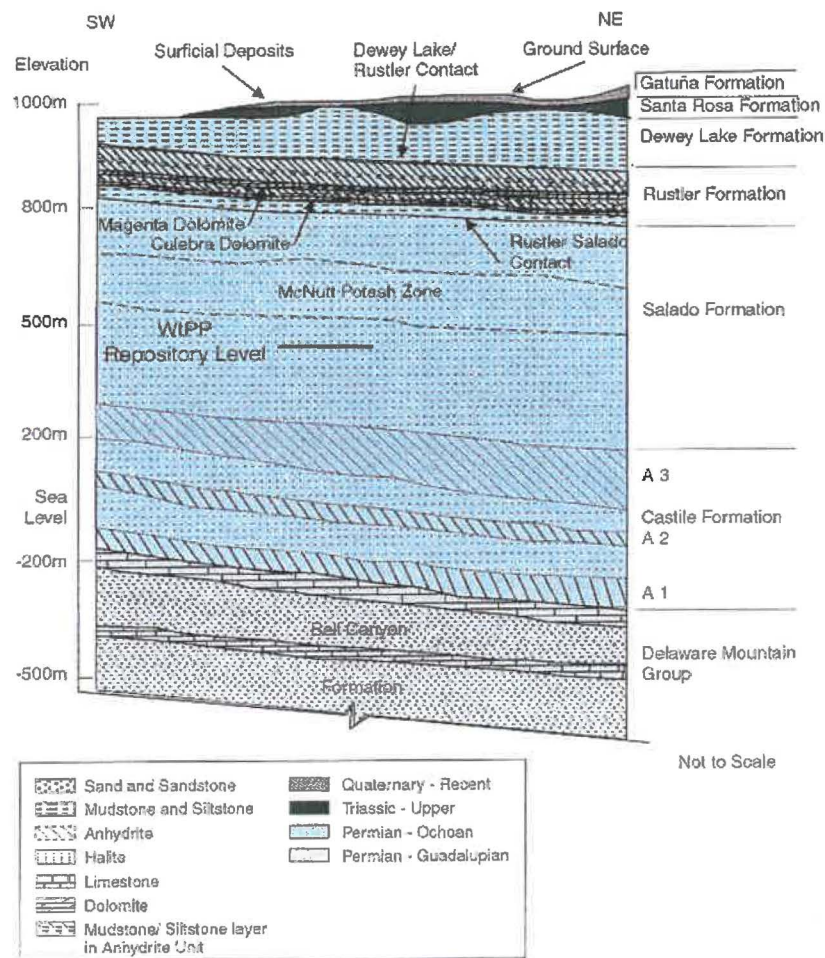 SW
NE
Surficial Deposits
Dewey Lake/
Rustler Contact
Ground Surface
Elevation
1000m
800m
500m
200m
Sea
Level
-200m
-500m
Gatuña Formation
Santa Rosa Formation
Dewey Lake Formation
Rustler Formation
Salado Formation
A 3
Castile Formation
A 2
A 1
Delaware Mountain
Group
Magenta Dolomite
Culebra Dolomite
Rustler Salado
Contact
McNutt Potash Zone
WIPP
Repository Level
Bell Canyon
Formation
Not to Scale
Sand and Sandstone
Mudstone and Siltstone
Anhydrite
Halite
Limestone
Dolomite
Mudstone/ Siltstone layer
in Anhydrite Unit
Quaternary - Recent
Triassic - Upper
Permian - Ochoan
Permian - Guadalupian